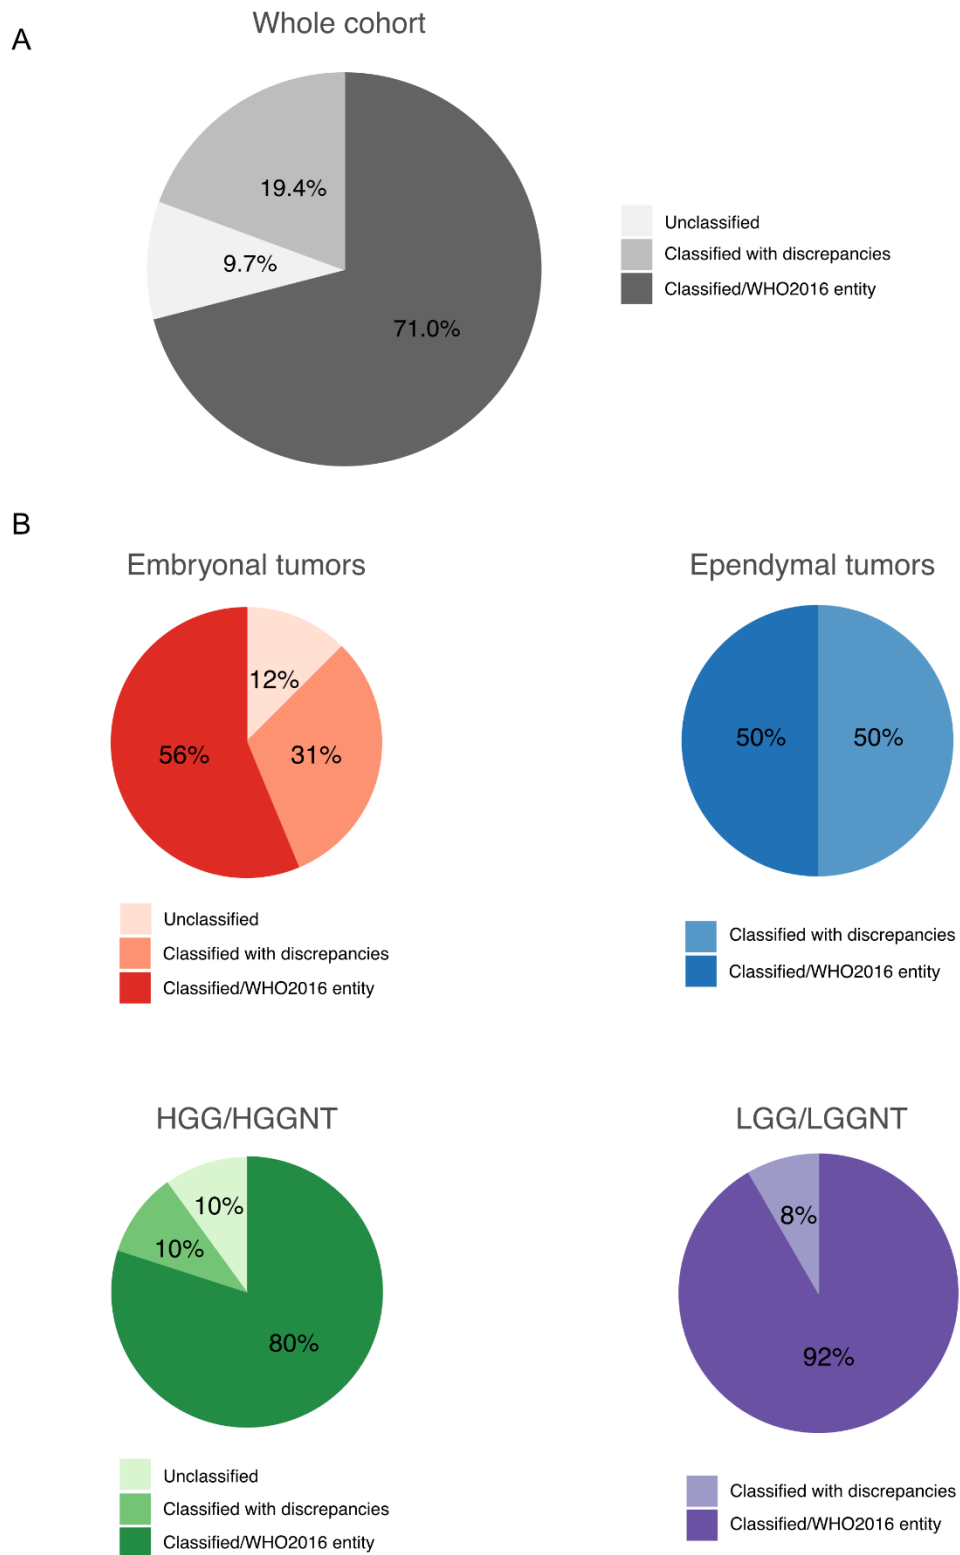 A
Whole cohort
19.4%
9.7%
71.0%
Unclassified
Classified with discrepancies
Classified/WHO2016 entity
B
Embryonal tumors
12%
56%
31%
Unclassified
Classified with discrepancies
Classified/WHO2016 entity
Ependymal tumors
50%
50%
Classified with discrepancies
Classified/WHO2016 entity
HGG/HGGNT
10%
10%
80%
Unclassified
Classified with discrepancies
Classified/WHO2016 entity
LGG/LGGNT
8%
92%
Classified with discrepancies
Classified/WHO2016 entity